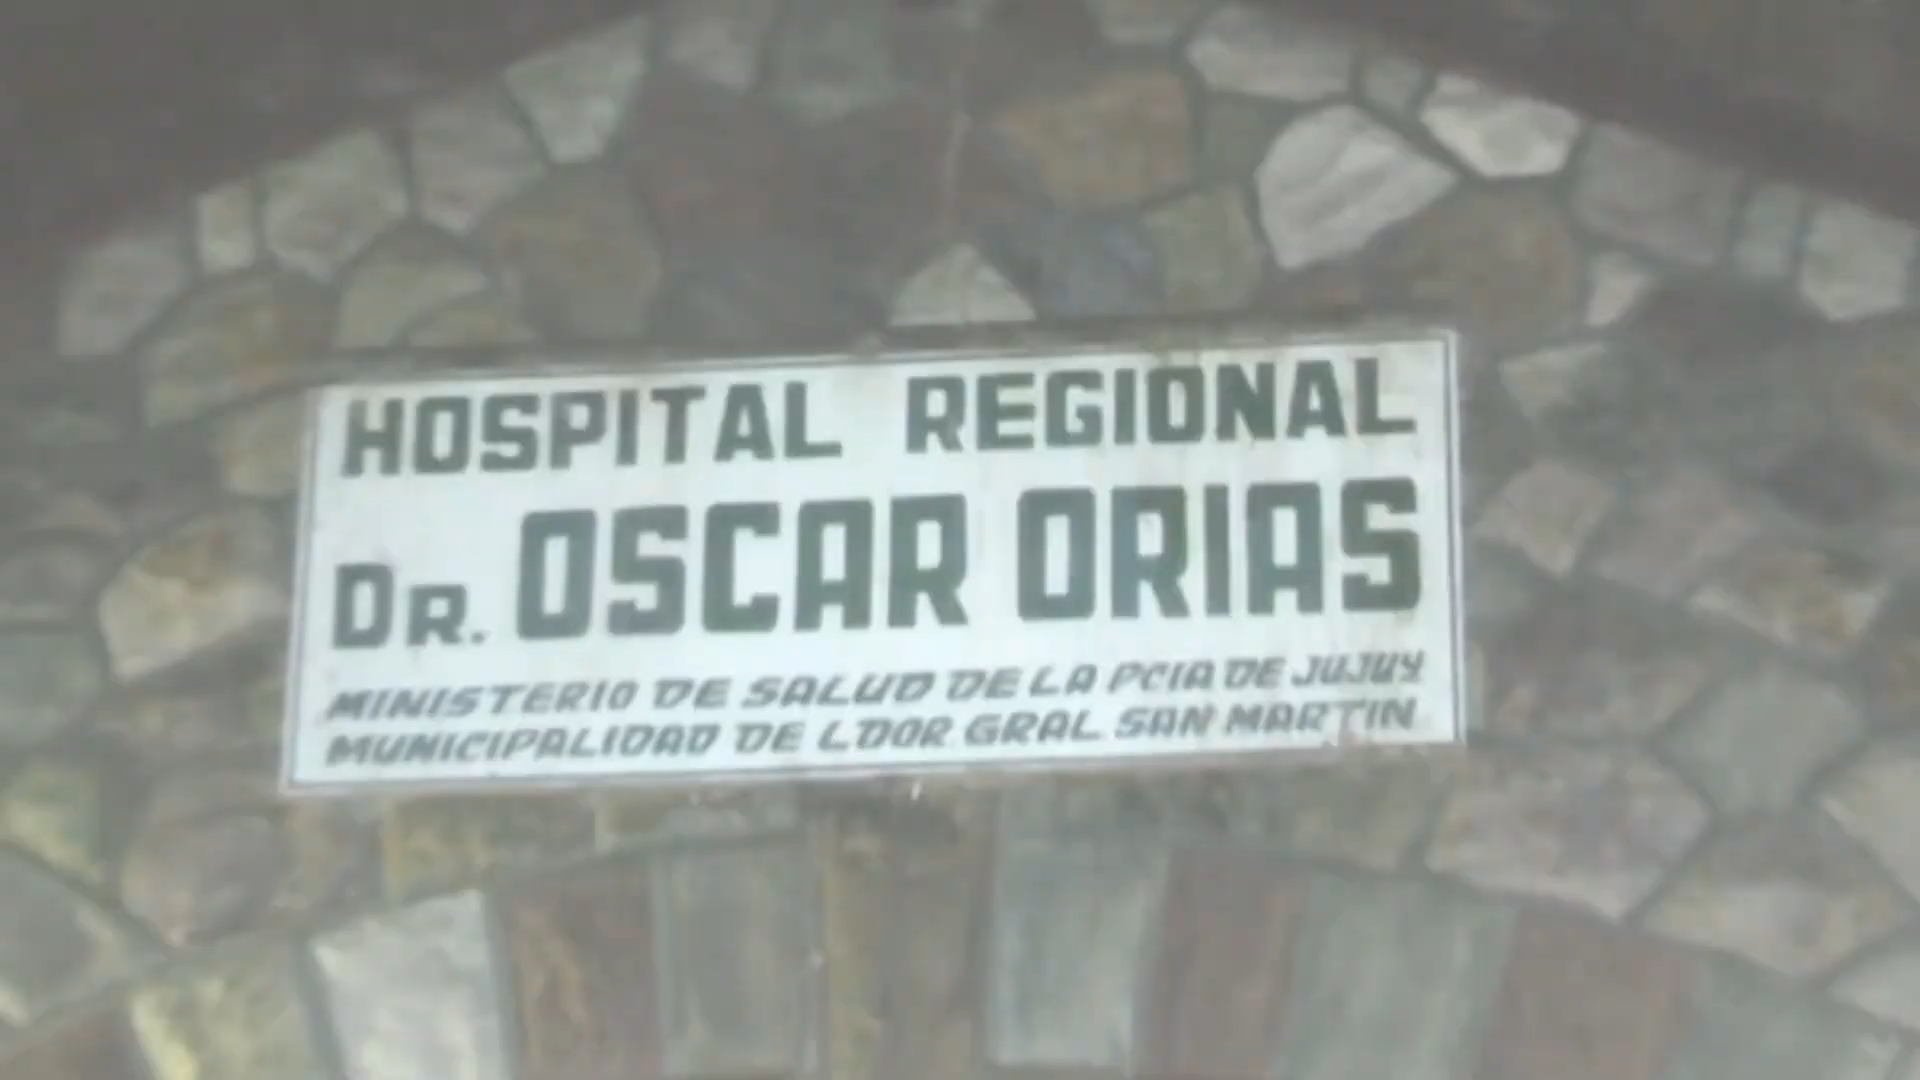 HOSPITAL REGIONAL
DR. OSCAR ORIAS
MINISTERIO DE SALUD DE LA PCIA DE JUJUY
MUNICIPALIDAD DE LDOR GRAL SAN MARTIN